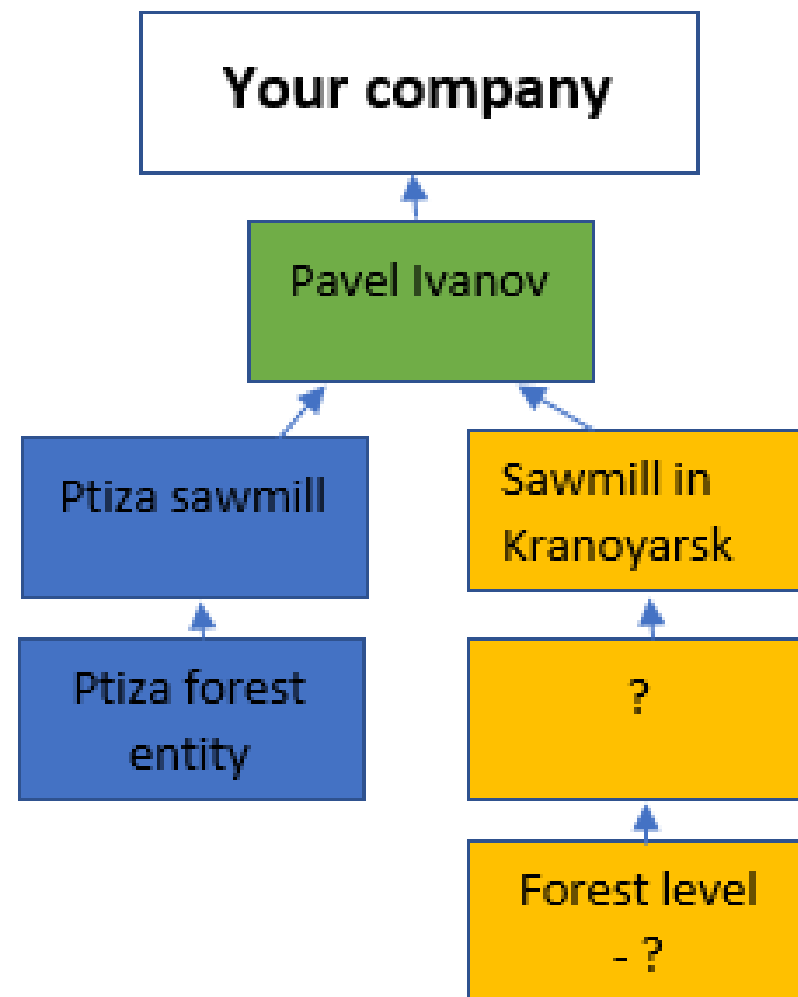 Your company
Pavel Ivanov
Ptiza sawmill
Sawmill in
Kranoyarsk
Ptiza forest
entity
?
Forest level
- ?